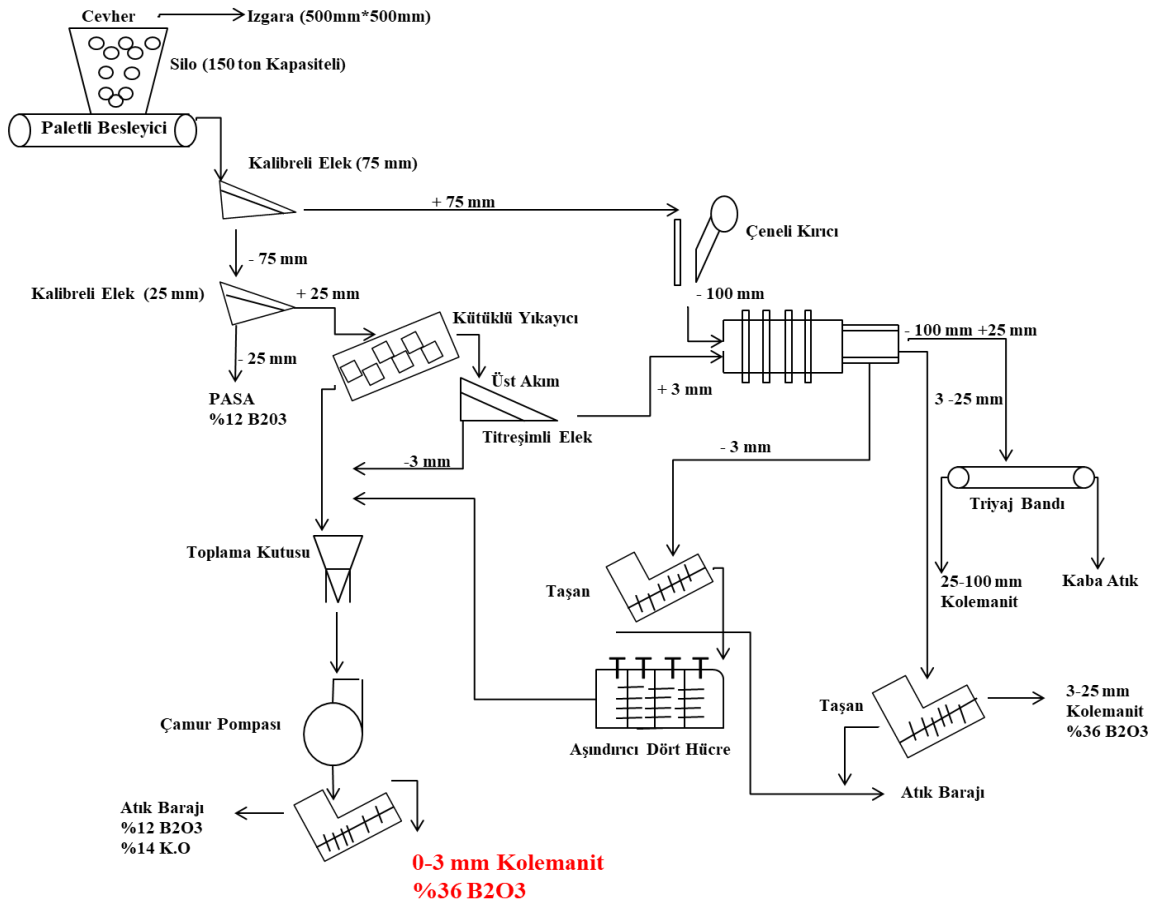 Cevher
Izgara (500mm*500mm)
Silo (150 ton Kapasiteli)
Paletli Besleyici
Kalibreli Elek (75 mm)
+ 75 mm
Çeneli Kırıcı
- 75 mm
Kalibreli Elek (25 mm)
+ 25 mm
- 100 mm
Kütüklü Yıkayıcı
- 100 mm +25 mm
- 25 mm
Üst Akım
+ 3 mm
PASA
%12 B203
3 -25 mm
Titreşimli Elek
- 3 mm
-3 mm
Triyaj Bandı
Toplama Kutusu
Taşan
25-100 mm
Kolemanit
Kaba Atık
Çamur Pompası
Aşındırıcı Dört Hücre
Taşan
3-25 mm
Kolemanit
%36 B2O3
Atık Barajı
Atık Barajı
%12 B2O3
%14 K.O
0-3 mm Kolemanit
%36 B2O3